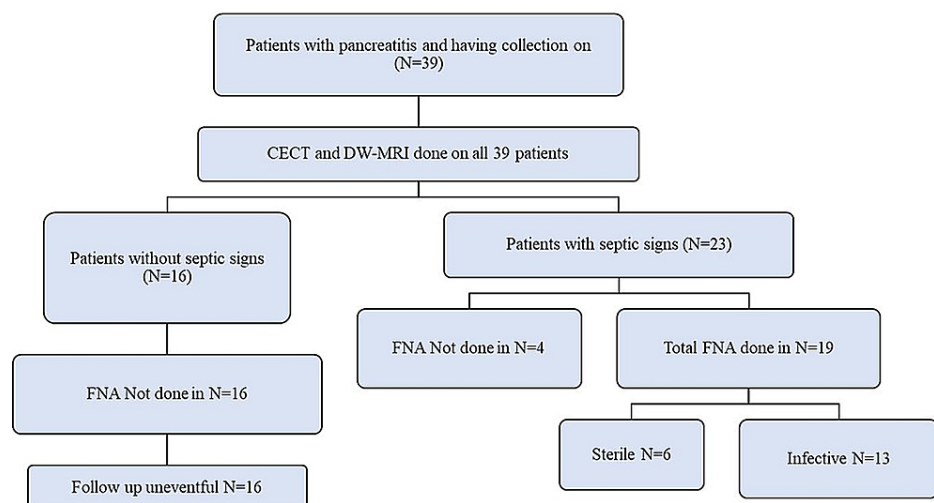 Patients with pancreatitis and having collection on
(N=39)
CECT and DW-MRI done on all 39 patients
Patients without septic signs
(N=16)
Patients with septic signs (N=23)
FNA Not done in N=4
Total FNA done in N=19
FNA Not done in N=16
Sterile N=6
Infective N=13
Follow up uneventful N=16